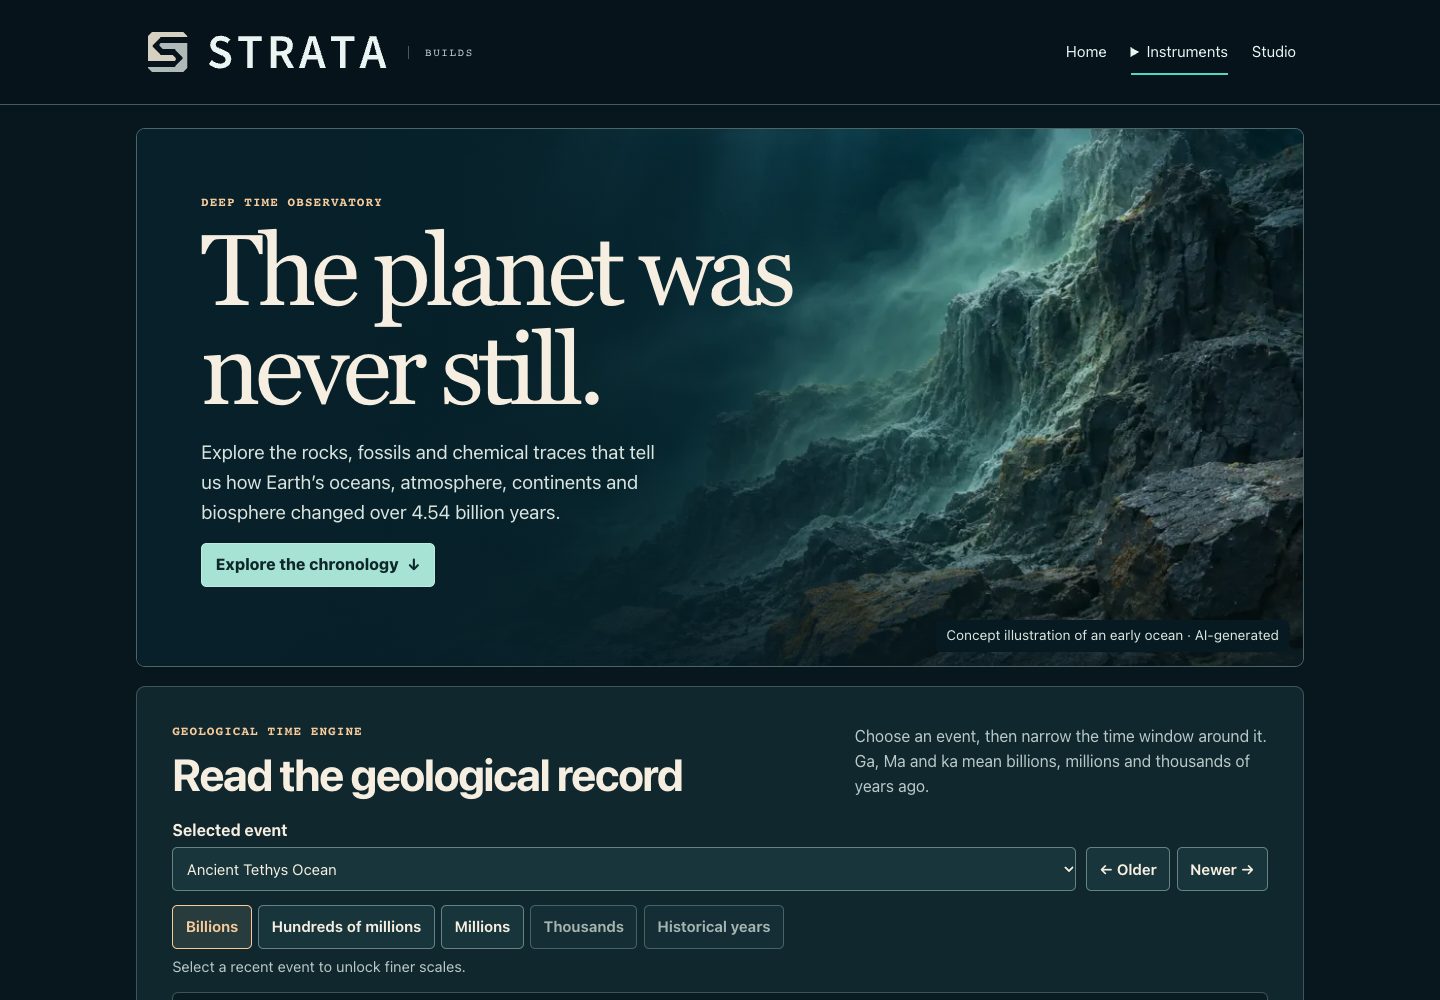 STRATA
BUILDS
Home
Instruments
Studio
DEEP TIME OBSERVATORY
The planet was
never still.
Explore the rocks, fossils and chemical traces that tell
us how Earth’s oceans, atmosphere, continents and
biosphere changed over 4.54 billion years.
Explore the chronology ↓
Concept illustration of an early ocean · AI-generated
GEOLOGICAL TIME ENGINE
Read the geological record
Choose an event, then narrow the time window around it.
Ga, Ma and ka mean billions, millions and thousands of
years ago.
Selected event
Ancient Tethys Ocean
← Older
Newer →
Billions
Hundreds of millions
Millions
Thousands
Historical years
Select a recent event to unlock finer scales.